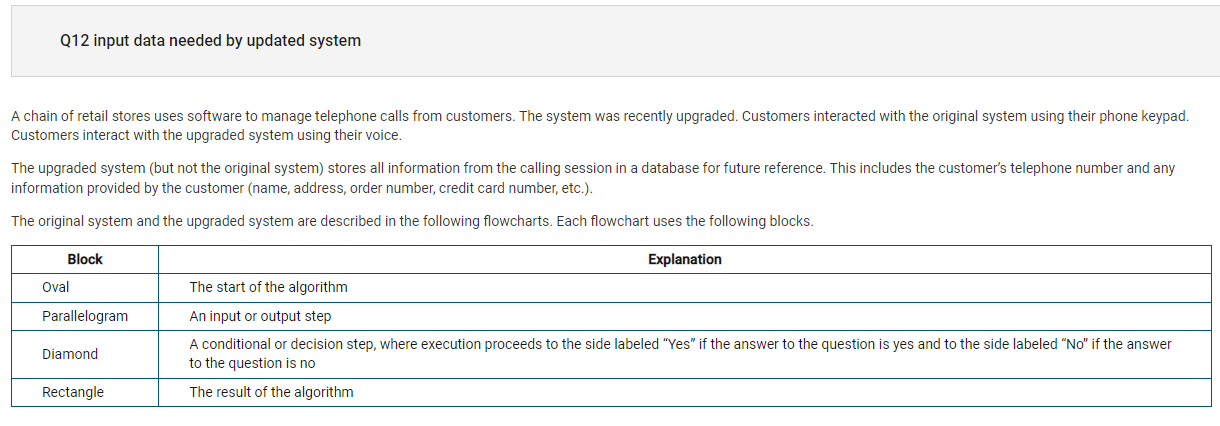 Q12 input data needed by updated system
A chain of retail stores uses software to manage telephone calls from customers. The system was recently upgraded. Customers interacted with the original system using their phone keypad.
Customers interact with the upgraded system using their voice.
The upgraded system (but not the original system) stores all information from the calling session in a database for future reference. This includes the customer's telephone number and any
information provided by the customer (name, address, order number, credit card number, etc.).
The original system and the upgraded system are described in the following flowcharts. Each flowchart uses the following blocks.
Block Explanation
Oval The start of the algorithm
Parallelogram An input or output step
Diamond A conditional or decision step, where execution proceeds to the side labeled “Yes” if the answer to the question is yes and to the side labeled “No” if the answer
to the question is no
Rectangle The result of the algorithm